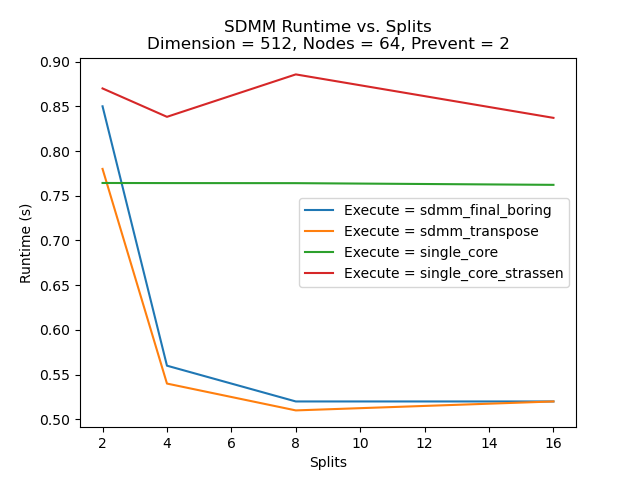 SDMM Runtime vs. Splits
Dimension = 512, Nodes = 64, Prevent = 2
0.90
0.85
0.80
0.75
0.70
0.65
0.60
0.55
0.50
Runtime (s)
Execute = sdmm_final_boring
Execute = sdmm_transpose
Execute = single_core
Execute = single_core_strassen
2 4 6 8 10 12 14 16
Splits